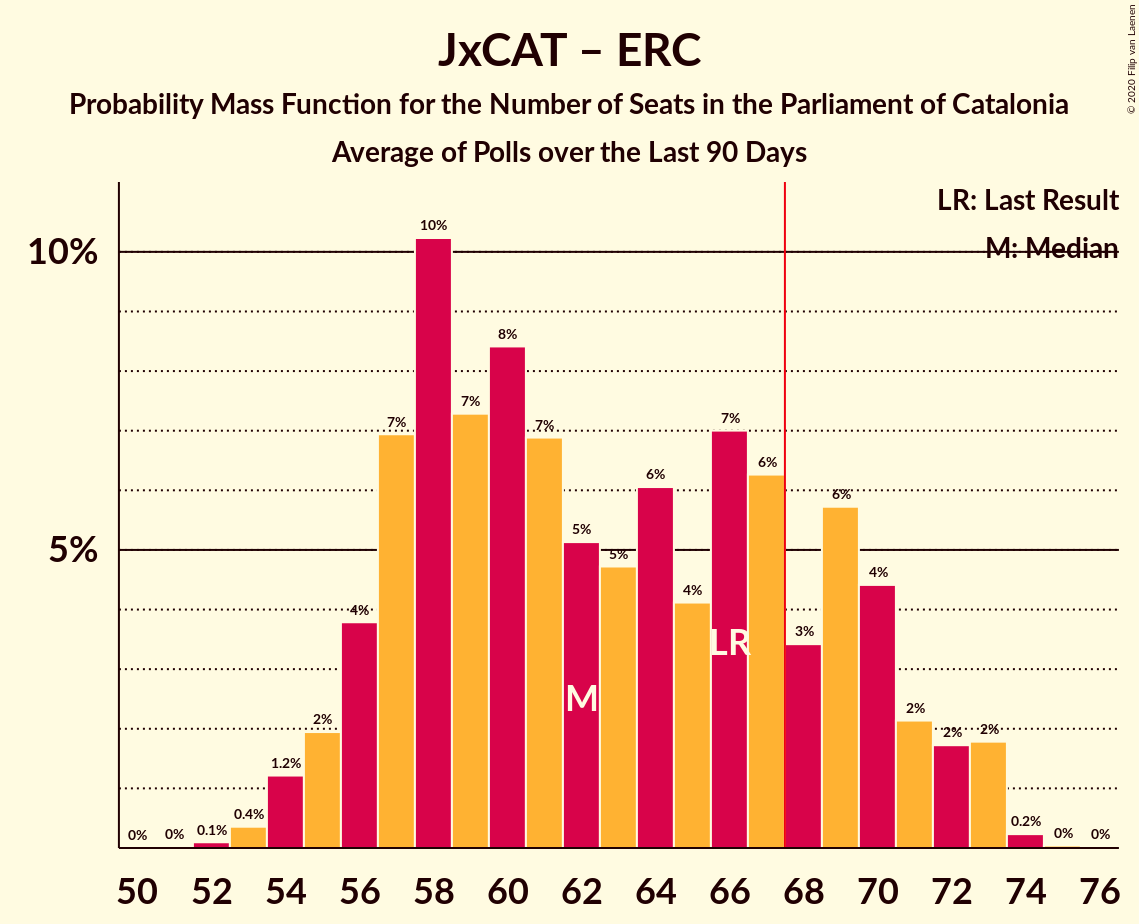 JxCAT – ERC
Probability Mass Function for the Number of Seats in the Parliament of Catalonia
Average of Polls over the Last 90 Days
© 2020 Filip van Laenen
LR: Last Result
M: Median
10%
5%
0% 0% 0.1% 0.4% 1.2% 2% 4% 7% 10% 7% 8% 7% 5% 5% 6% 4% 7% 6% 3% 6% 4% 2% 2% 2% 0.2% 0% 0%
LR
M
50 52 54 56 58 60 62 64 66 68 70 72 74 76